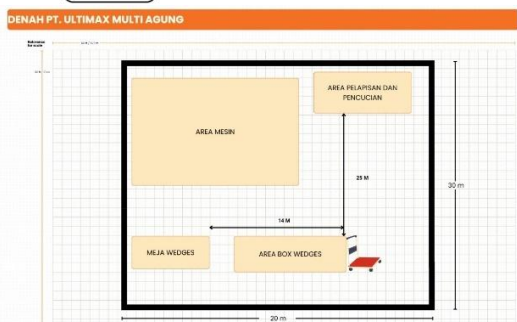 DENAH PT. ULTIMAX MULTI AGUNG
AREA PELAPISAN DAN
PENCUCIAN
AREA MESIN
25 M
30 m
14 M
MEJA WEDGES
AREA BOX WEDGES
20 m